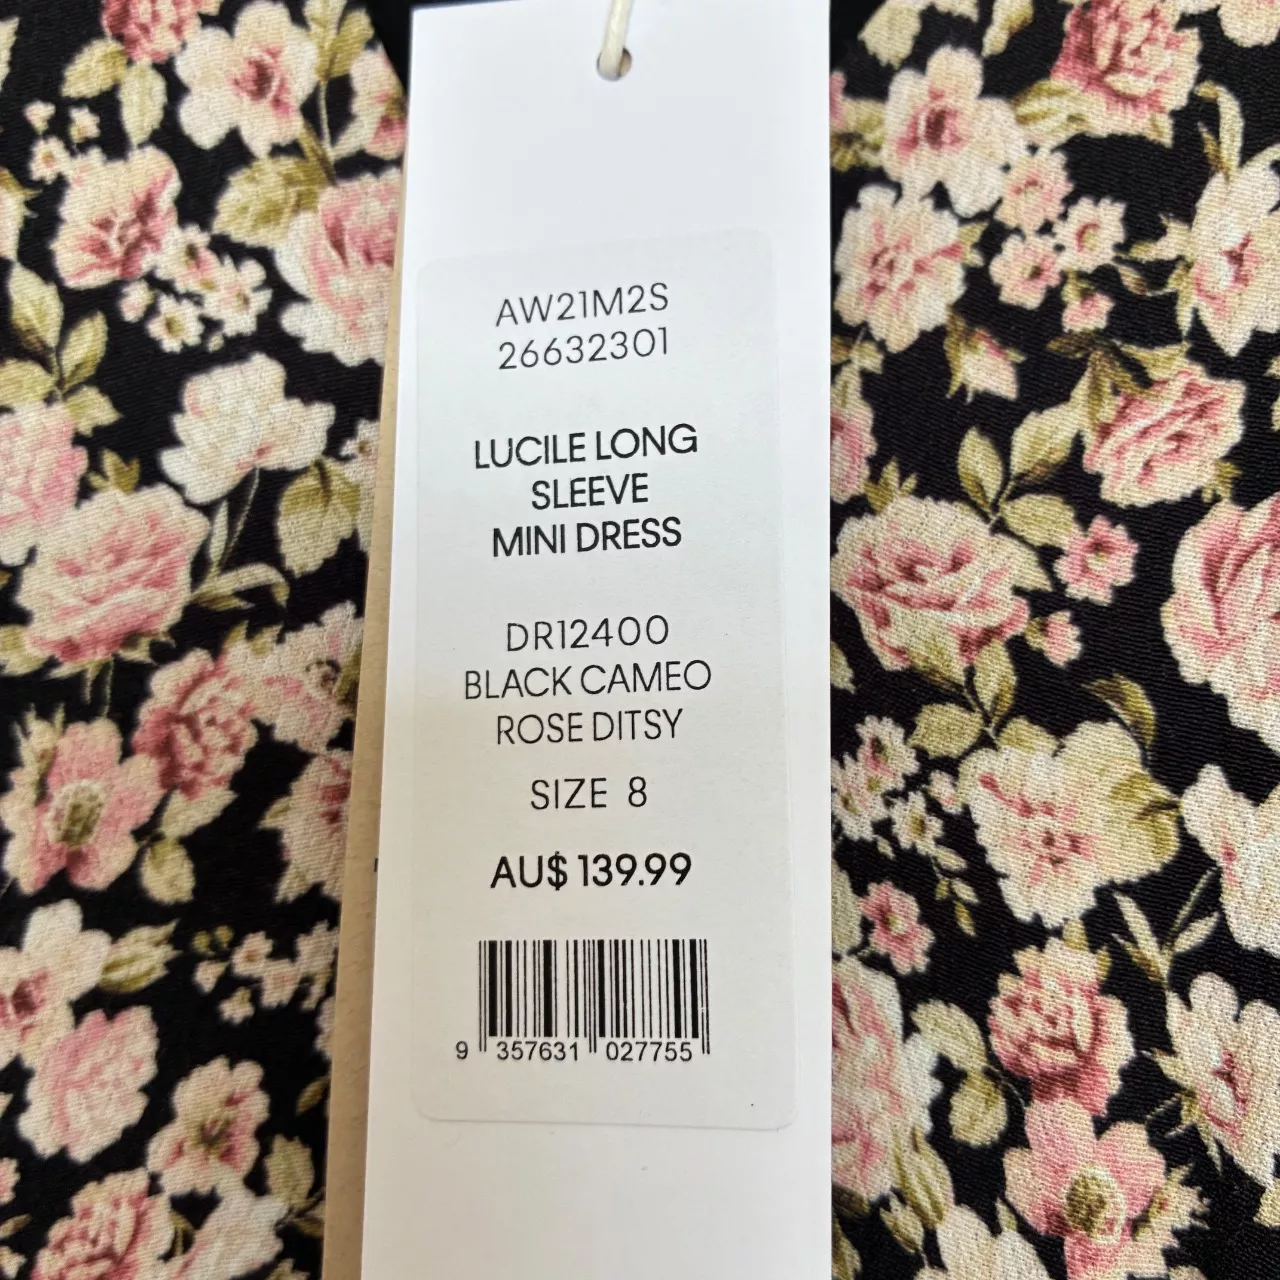 AW21M2S
26632301
LUCILE LONG
SLEEVE
MINI DRESS
DR12400
BLACK CAMEO
ROSE DITSY
SIZE 8
AU$ 139.99
9 357631 027755